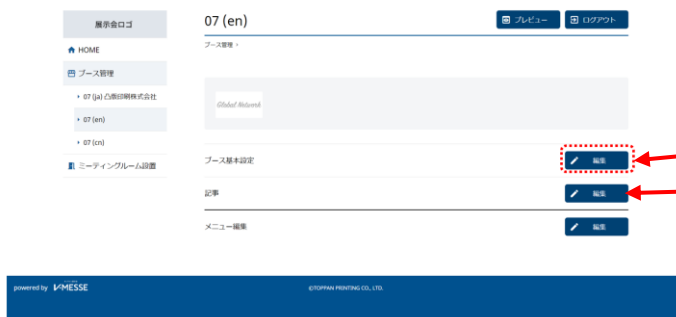 展示会ロゴ
HOME
ブース管理
07 (ja) 凸版印刷株式会社
07 (en)
07 (cn)
ミーティングルーム設置
07 (en)
プレビュー
ログアウト
ブース管理 ›
Global Network
ブース基本設定
編集
記事
編集
メニュー編集
編集
powered by V-MESSE
©TOPPAN PRINTING CO., LTD.